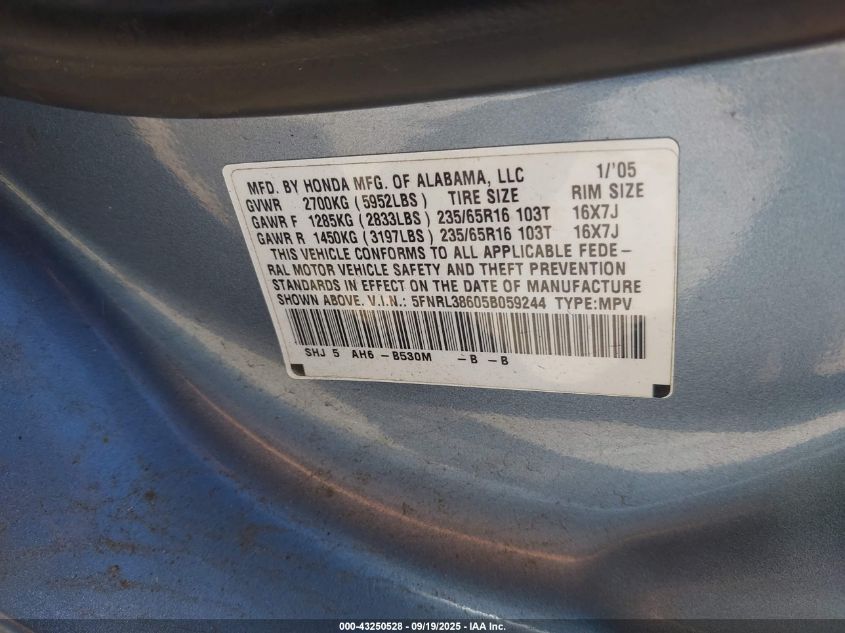 MFD. BY HONDA MFG. OF ALABAMA, LLC 1/'05
GVWR 2700KG (5952LBS) TIRE SIZE RIM SIZE
GAWR F 1285KG (2833LBS) 235/65R16 103T 16X7J
GAWR R 1450KG (3197LBS) 235/65R16 103T 16X7J
THIS VEHICLE CONFORMS TO ALL APPLICABLE FEDE-
RAL MOTOR VEHICLE SAFETY AND THEFT PREVENTION
STANDARDS IN EFFECT ON THE DATE OF MANUFACTURE
SHOWN ABOVE. V.I.N.: 5FNRL38605B059244 TYPE:MPV
SHJ 5 AH6 -B530M -B -B
000-43250528 - 09/19/2025 - IAA Inc.